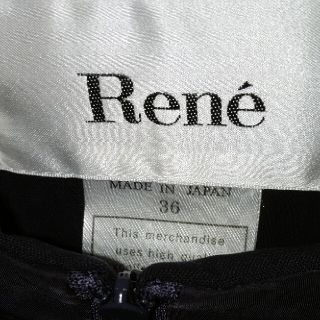 René
MADE IN JAPAN
36
This merchandise
uses high